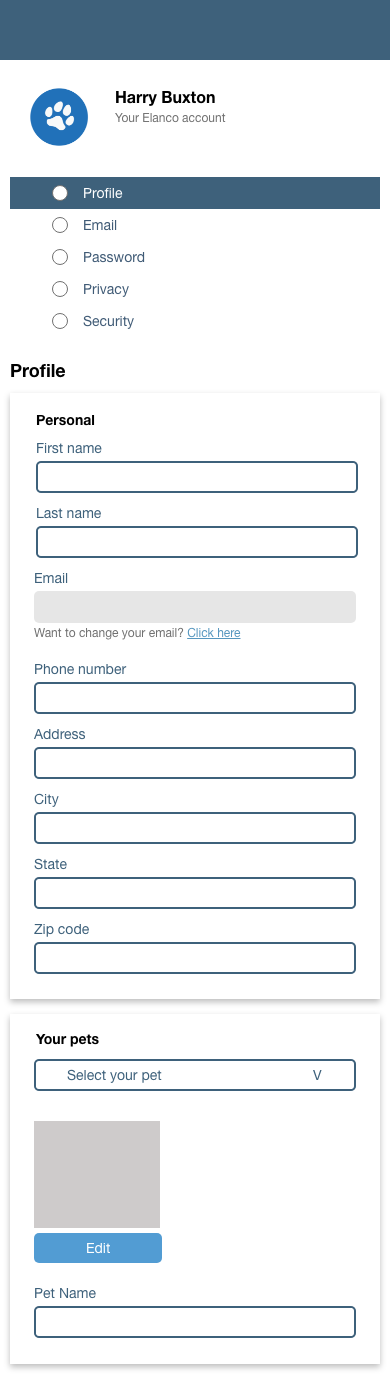 Harry Buxton
Your Elanco account
Profile
Email
Password
Privacy
Security
Profile
Personal
First name
Last name
Email
Want to change your email? Click here
Phone number
Address
City
State
Zip code
Your pets
Select your pet V
Edit
Pet Name